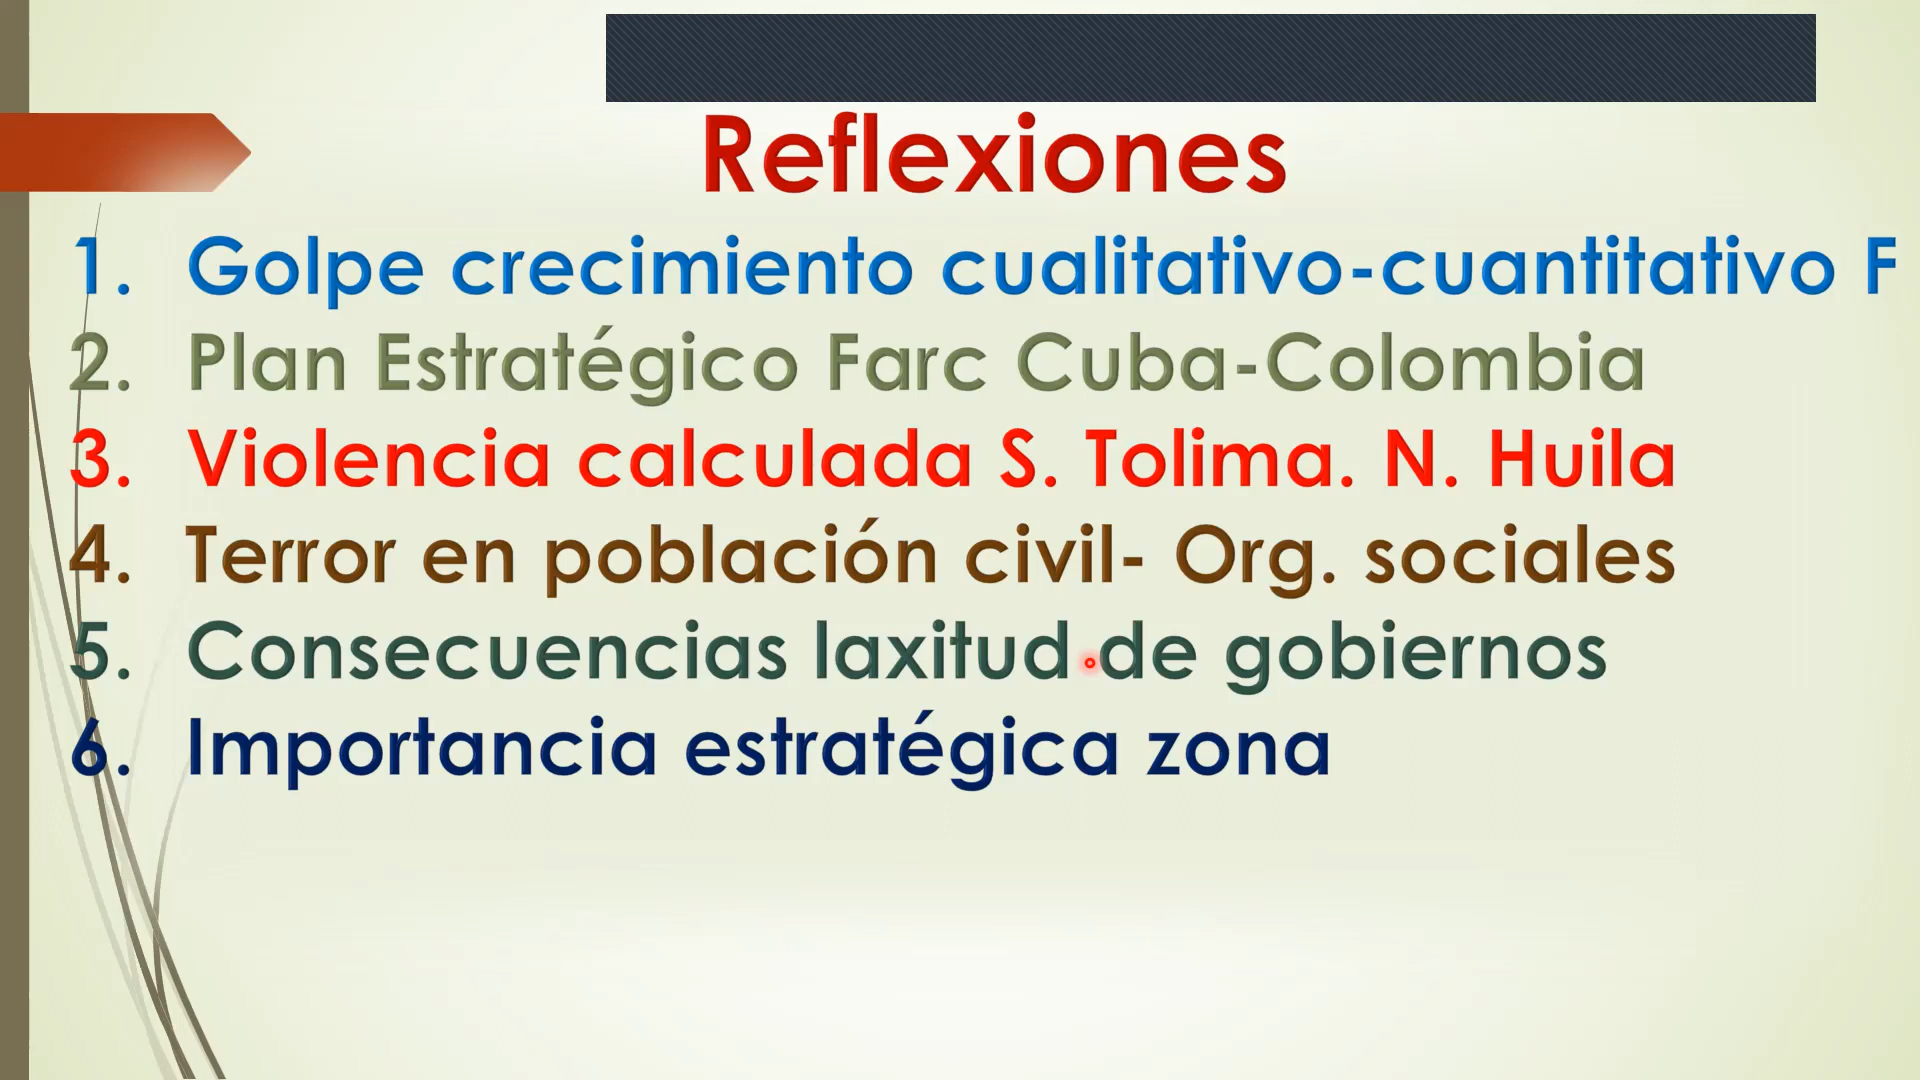 Reflexiones
1. Golpe crecimiento cualitativo-cuantitativo F
2. Plan Estratégico Farc Cuba-Colombia
3. Violencia calculada S. Tolima. N. Huila
4. Terror en población civil- Org. sociales
5. Consecuencias laxitud de gobiernos
6. Importancia estratégica zona